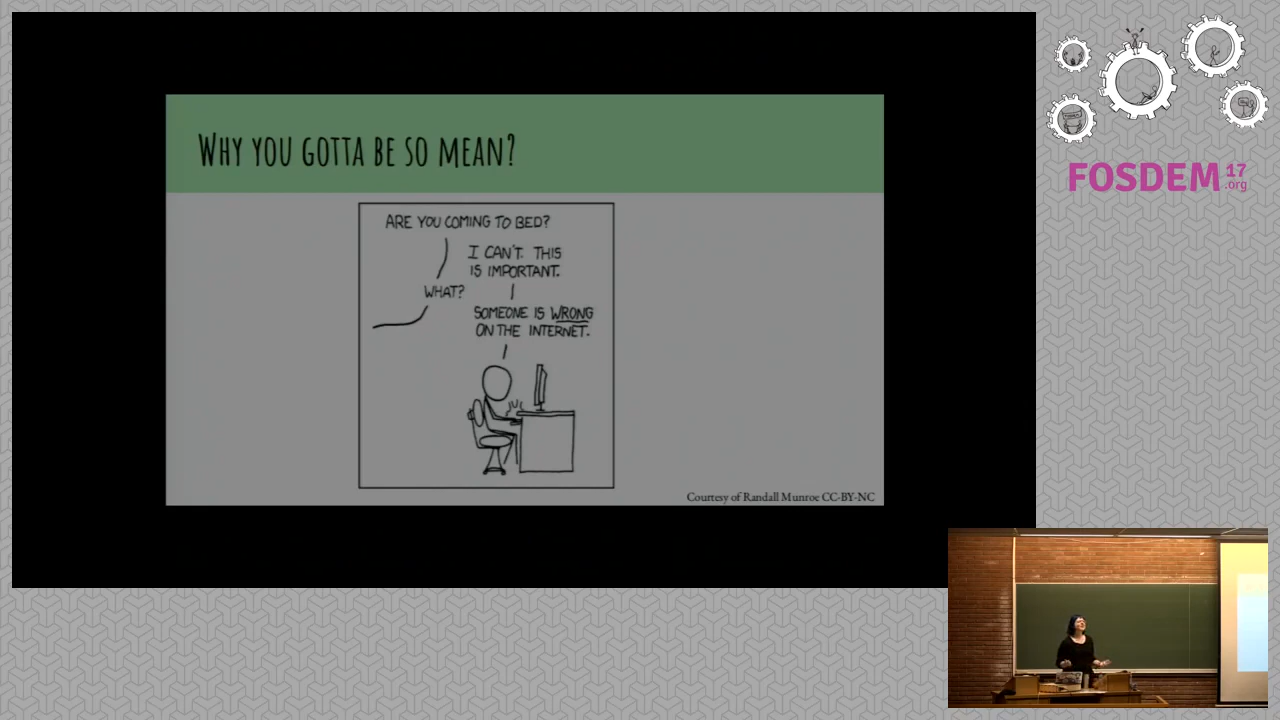 WHY YOU GOTTA BE SO MEAN?
ARE YOU COMING TO BED?
I CAN'T. THIS
IS IMPORTANT.
WHAT?
SOMEONE IS WRONG
ON THE INTERNET.
Courtesy of Randall Munroe CC-BY-NC
FOSDEM 17
.org